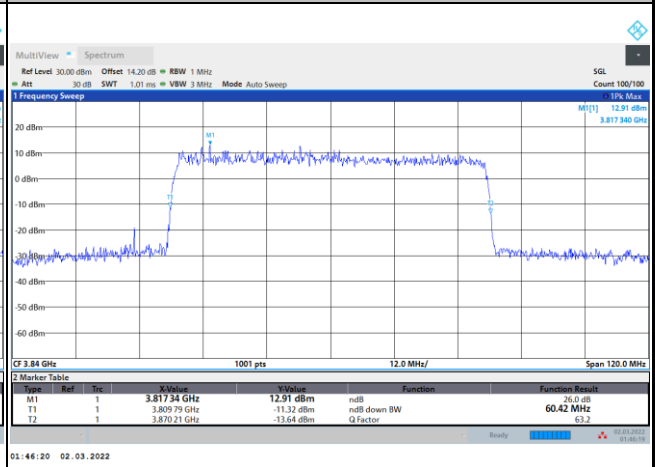 MultiView Spectrum
Ref Level 30.00 dBm Offset 14.20 dB RBW 1 MHz SGL
Att 30 dB SWT 1.01 ms VBW 3 MHz Mode Auto Sweep Count 100/100
1 Frequency Sweep 1Pk Max
M1[1] 12.91 dBm
3.817 340 GHz
20 dBm
M1
10 dBm
0 dBm
-10 dBm
T1
T2
-20 dBm
-30 dBm
-40 dBm
-50 dBm
-60 dBm
CF 3.84 GHz 1001 pts 12.0 MHz/ Span 120.0 MHz
2 Marker Table
Type Ref Trc X-Value Y-Value Function Function Result
M1 1 3.817 34 GHz 12.91 dBm ndB 26.0 dB
T1 1 3.809 79 GHz -11.32 dBm ndB down BW 60.42 MHz
T2 1 3.870 21 GHz -13.64 dBm Q Factor 63.2
Ready 02.03.2022
01:46:19
01:46:20 02.03.2022